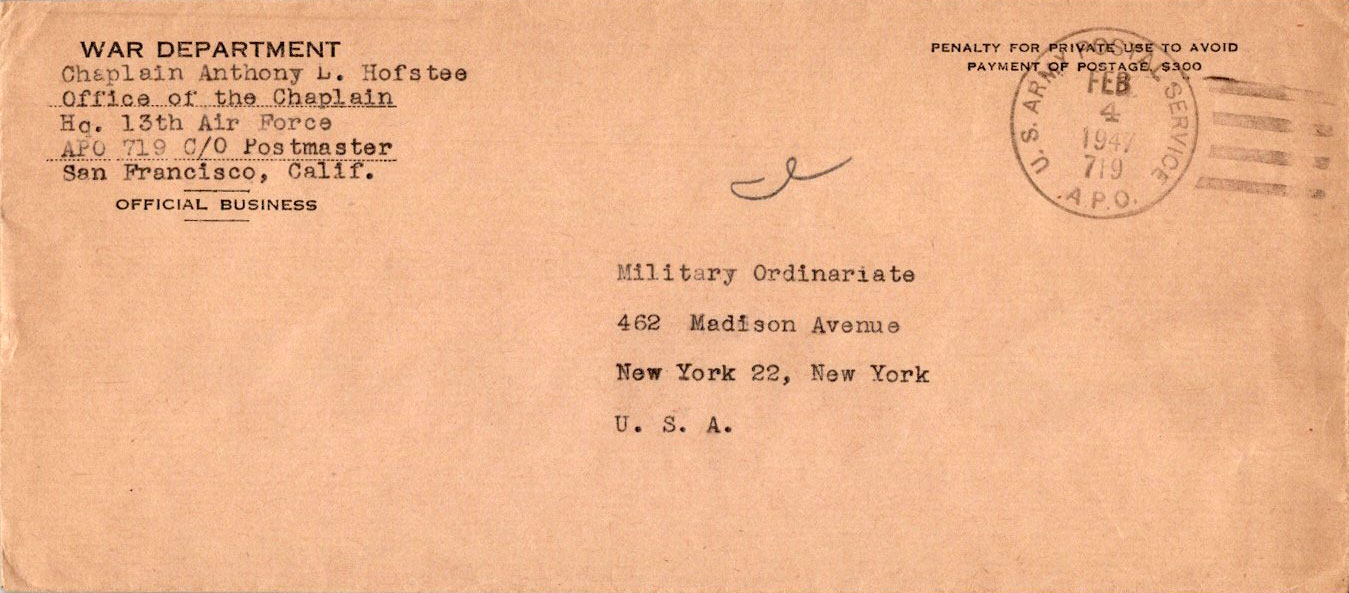 WAR DEPARTMENT
Chaplain Anthony L. Hofstee
Office of the Chaplain
Hq. 13th Air Force
APO 719 C/O Postmaster
San Francisco, Calif.
OFFICIAL BUSINESS
PENALTY FOR PRIVATE USE TO AVOID
PAYMENT OF POSTAGE, $300
U.S. ARMY POSTAL SERVICE
FEB
4
1947
719
.A.P.O.
Military Ordinariate
462 Madison Avenue
New York 22, New York
U. S. A.